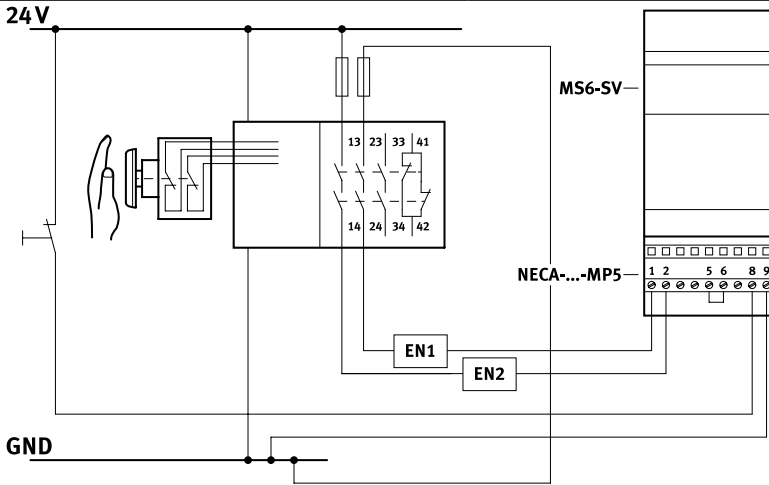 24 V
MS6-SV
13 23 33 41
14 24 34 42
NECA-...-MP5
1 2 5 6 8 9
EN1
EN2
GND